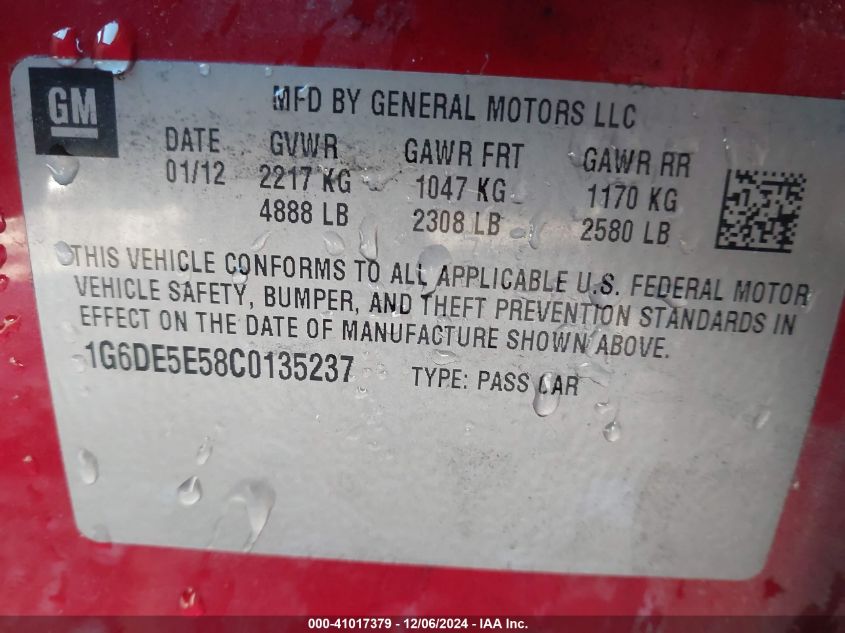 GM
MFD BY GENERAL MOTORS LLC
DATE GVWR GAWR FRT GAWR RR
01/12 2217 KG 1047 KG 1170 KG
4888 LB 2308 LB 2580 LB
THIS VEHICLE CONFORMS TO ALL APPLICABLE U.S. FEDERAL MOTOR
VEHICLE SAFETY, BUMPER, AND THEFT PREVENTION STANDARDS IN
EFFECT ON THE DATE OF MANUFACTURE SHOWN ABOVE.
1G6DE5E58C0135237 TYPE: PASS CAR
000-41017379 - 12/06/2024 - IAA Inc.